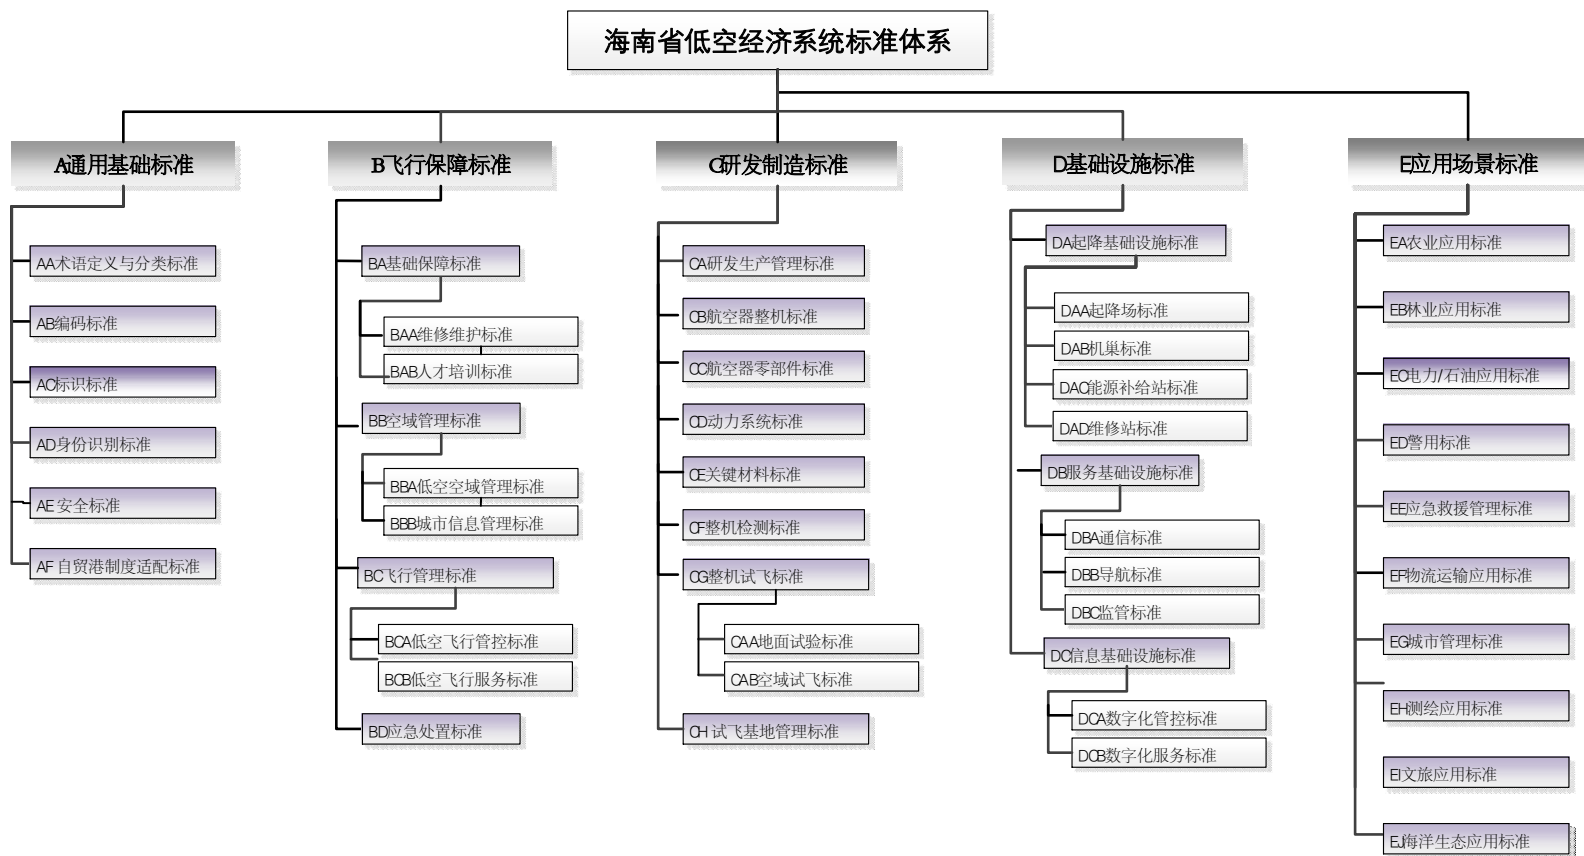 海南省低空经济系统标准体系
A通用基础标准
AA术语定义与分类标准
AB编码标准
AC标识标准
AD身份识别标准
AE 安全标准
AF 自贸港制度适配标准
B飞行保障标准
BA基础保障标准
BAA维修维护标准
BAB人才培训标准
BB空域管理标准
BBA低空空域管理标准
BBB城市信息管理标准
BC飞行管理标准
BCA低空飞行管控标准
BCB低空飞行服务标准
BD应急处置标准
C研发制造标准
CA研发生产管理标准
CB航空器整机标准
CC航空器零部件标准
CD动力系统标准
CE关键材料标准
CF整机检测标准
CG整机试飞标准
CAA地面试验标准
CAB空域试飞标准
CH 试飞基地管理标准
D基础设施标准
DA起降基础设施标准
DAA起降场标准
DAB机巢标准
DAC能源补给站标准
DAD维修站标准
DB服务基础设施标准
DBA通信标准
DBB导航标准
DBC监管标准
DC信息基础设施标准
DCA数字化管控标准
DCB数字化服务标准
E应用场景标准
EA农业应用标准
EB林业应用标准
EC电力/石油应用标准
ED警用标准
EE应急救援管理标准
EF物流运输应用标准
EG城市管理标准
EH测绘应用标准
EI文旅应用标准
EJ海洋生态应用标准